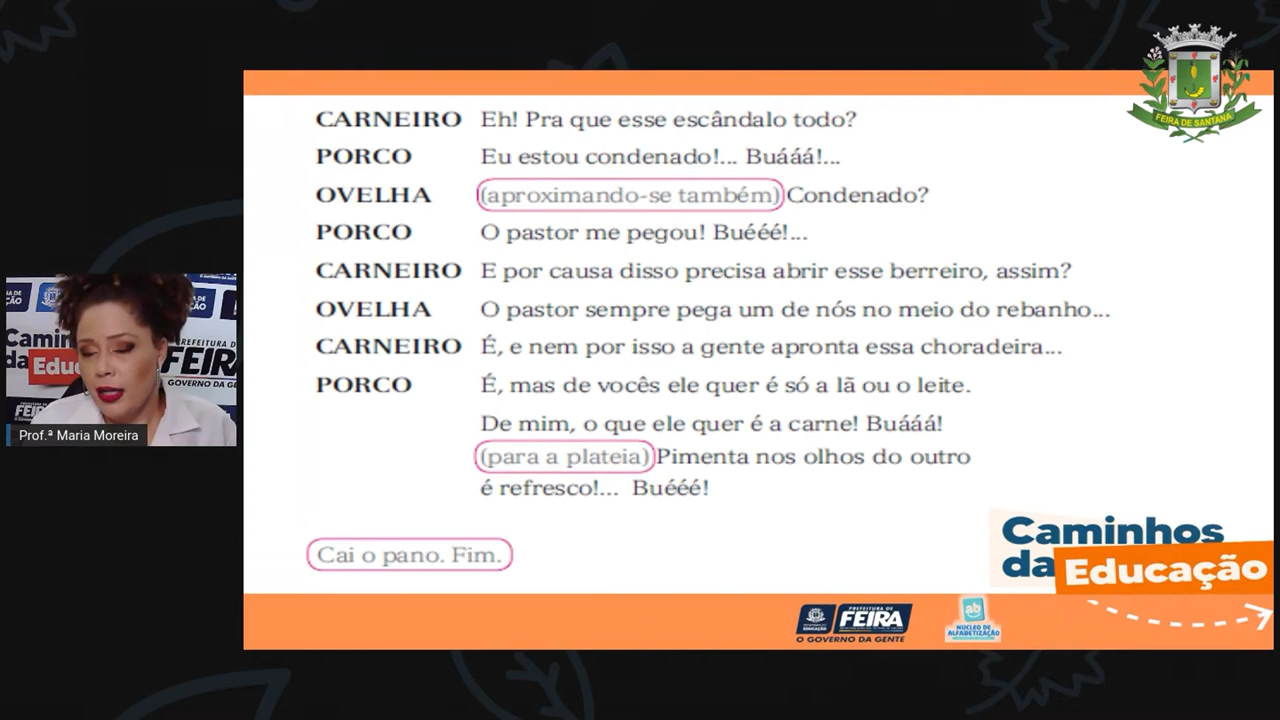 FEIRA DE SANTANA
CARNEIRO Eh! Pra que esse escândalo todo?
PORCO Eu estou condenado!... Buááá!...
OVELHA (aproximando-se também) Condenado?
PORCO O pastor me pegou! Buééé!...
CARNEIRO E por causa disso precisa abrir esse berreiro, assim?
OVELHA O pastor sempre pega um de nós no meio do rebanho...
CARNEIRO É, e nem por isso a gente apronta essa choradeira...
PORCO É, mas de vocês ele quer é só a lã ou o leite.
De mim, o que ele quer é a carne! Buááá!
(para a plateia) Pimenta nos olhos do outro
é refresco!... Buééé!
Cai o pano. Fim.
Prof.ª Maria Moreira
Caminhos
da Educação
PREFEITURA DE
FEIRA
O GOVERNO DA GENTE
ab
NÚCLEO DE
ALFABETIZAÇÃO
Camin
da Edu
PREFEITURA DE
FEIRA
GOVERNO DA GENTE